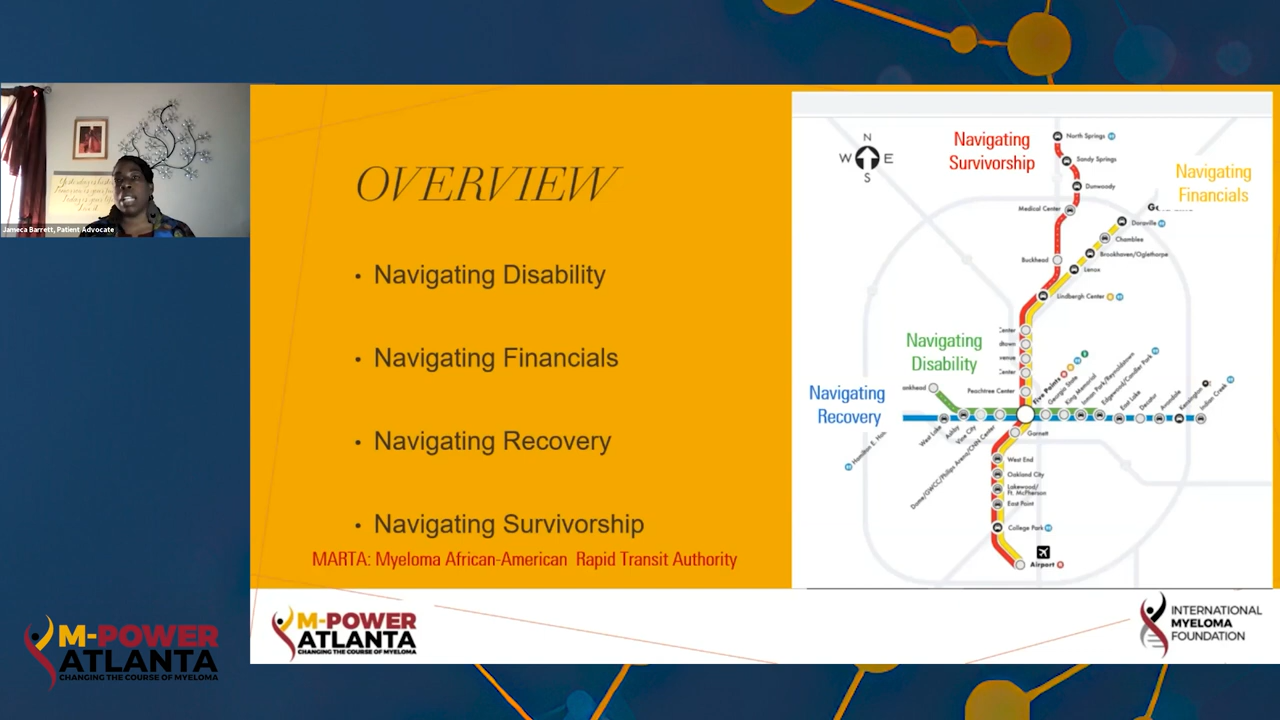 Jameca Barrett, Patient Advocate
OVERVIEW
• Navigating Disability
• Navigating Financials
• Navigating Recovery
• Navigating Survivorship
MARTA: Myeloma African-American Rapid Transit Authority
N
W E
S
Navigating
Survivorship
Navigating
Financials
Navigating
Disability
Navigating
Recovery
North Springs
Sandy Springs
Dunwoody
Medical Center
Buckhead
Doraville
Chamblee
Brookhaven/Oglethorpe
Lenox
Lindbergh Center
Center
Center
Peachtree Center
Five Points
Georgia State
King Memorial
Inman Park/Reynoldstown
Edgewood/Candler Park
East Lake
Decatur
Avondale
Kensington
Indian Creek
West Lake
Ashby
Vine City
Dome/GWCC/Philips Arena/CNN Center
Hamilton E.
Garnett
West End
Oakland City
Lakewood/
Ft. McPherson
East Point
College Park
Airport
M-POWER
ATLANTA
CHANGING THE COURSE OF MYELOMA
INTERNATIONAL
MYELOMA
FOUNDATION
M-POWER
ATLANTA
CHANGING THE COURSE OF MYELOMA